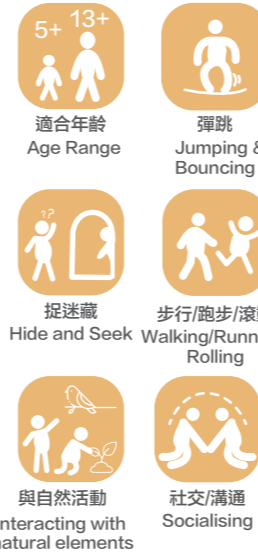 5+ 13+
適合年齡
Age Range
彈跳
Jumping &
Bouncing
??
捉迷藏
Hide and Seek
步行/跑步/滾
Walking/Runn
Rolling
與自然活動
nteracting with
natural elements
社交/溝通
Socialising